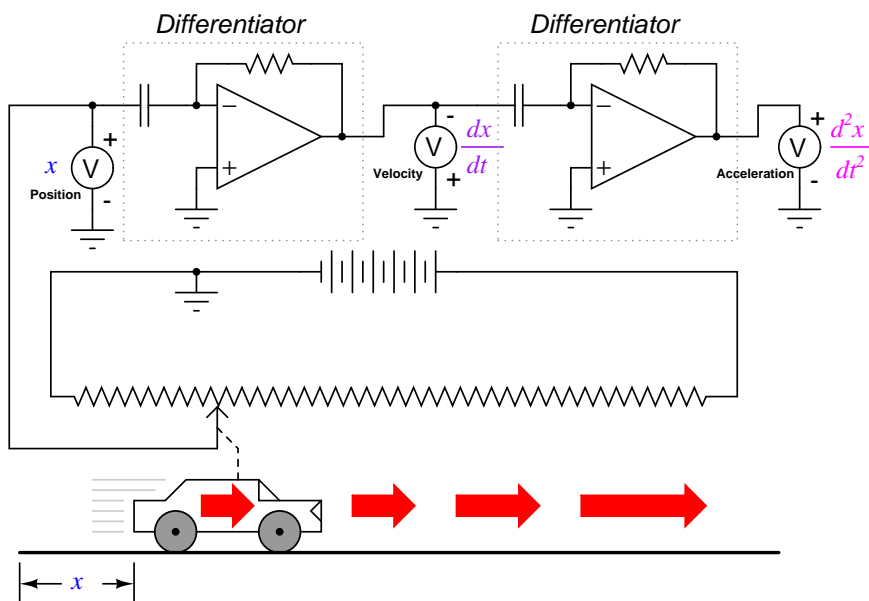 Differentiator
Differentiator
x
Position
+
V
-
-
+
-
V
+
Velocity
dx
dt
-
+
Acceleration
+
V
-
d²x
dt²
x